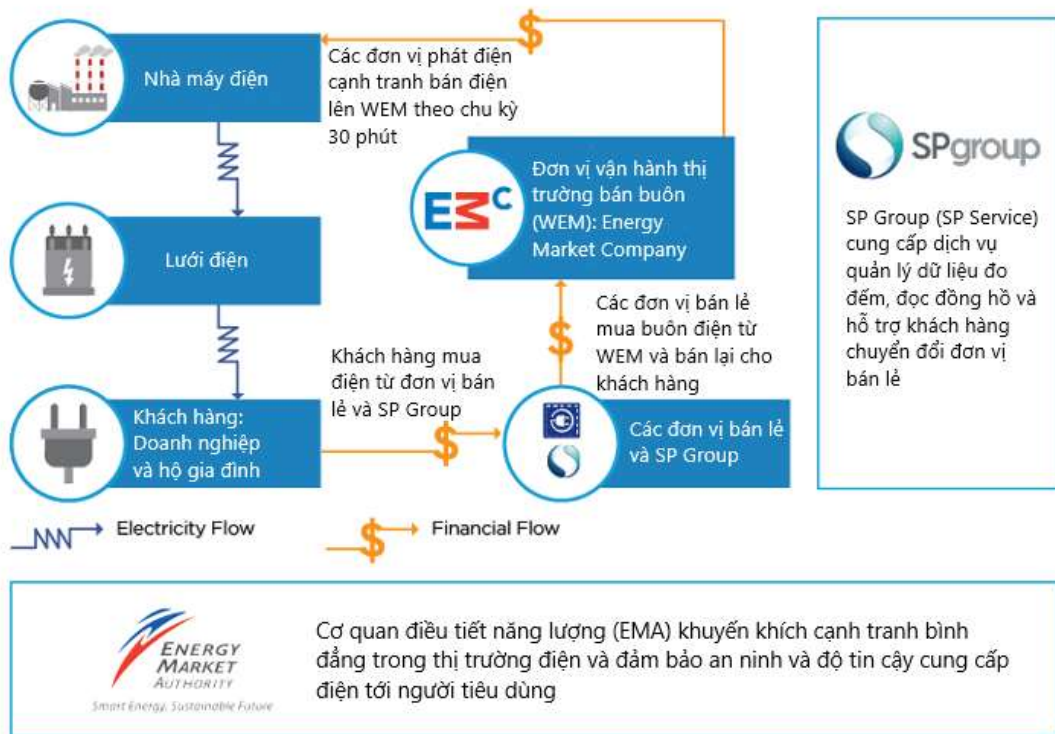 Nhà máy điện
Các đơn vị phát điện
cạnh tranh bán điện
lên WEM theo chu kỳ
30 phút
Lưới điện
EMC
Đơn vị vận hành thị
trường bán buôn
(WEM): Energy
Market Company
Khách hàng mua
điện từ đơn vị bán
lẻ và SP Group
Các đơn vị bán lẻ
mua buôn điện từ
WEM và bán lại cho
khách hàng
Khách hàng:
Doanh nghiệp
và hộ gia đình
Các đơn vị bán lẻ
và SP Group
Electricity Flow
$ Financial Flow
SPgroup
SP Group (SP Service)
cung cấp dịch vụ
quản lý dữ liệu đo
đếm, đọc đồng hồ và
hỗ trợ khách hàng
chuyển đổi đơn vị
bán lẻ
ENERGY
MARKET
AUTHORITY
Smart Energy, Sustainable Future
Cơ quan điều tiết năng lượng (EMA) khuyến khích cạnh tranh bình
đẳng trong thị trường điện và đảm bảo an ninh và độ tin cậy cung cấp
điện tới người tiêu dùng